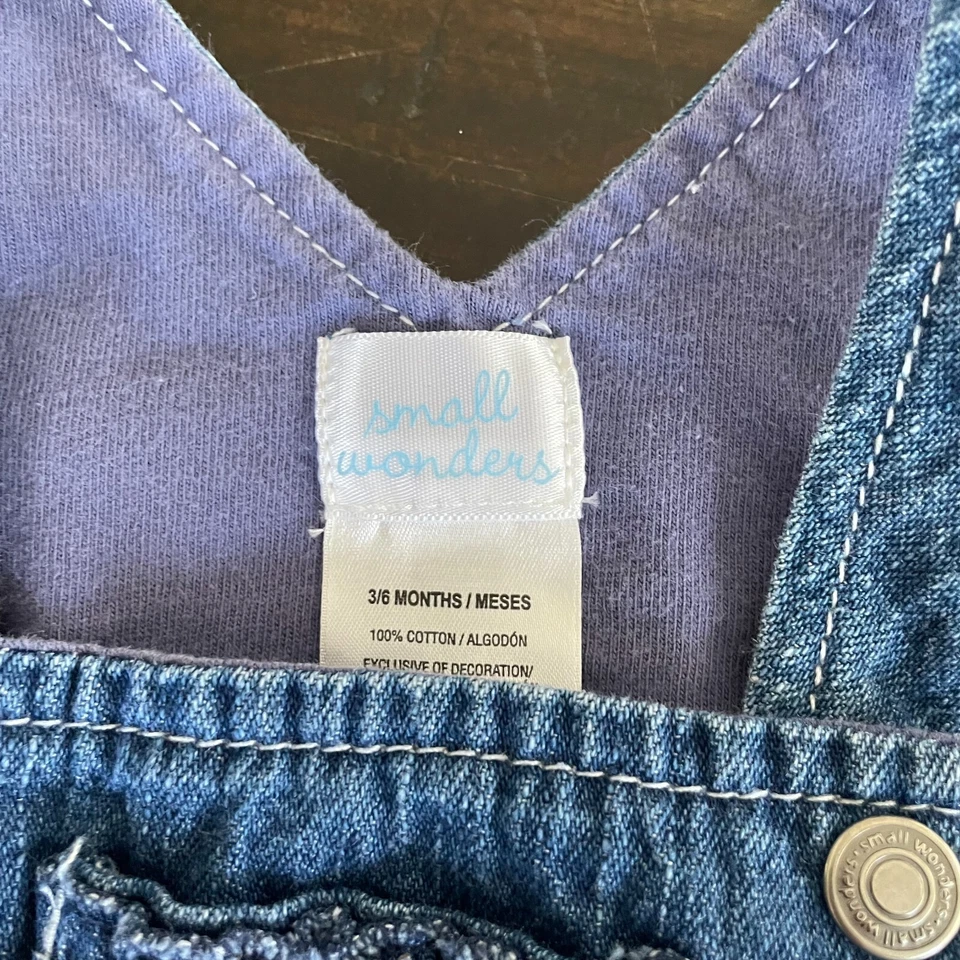 small
wonders
3/6 MONTHS / MESES
100% COTTON / ALGODÓN
EXCLUSIVE OF DECORATION/
small wonders · small wonders ·